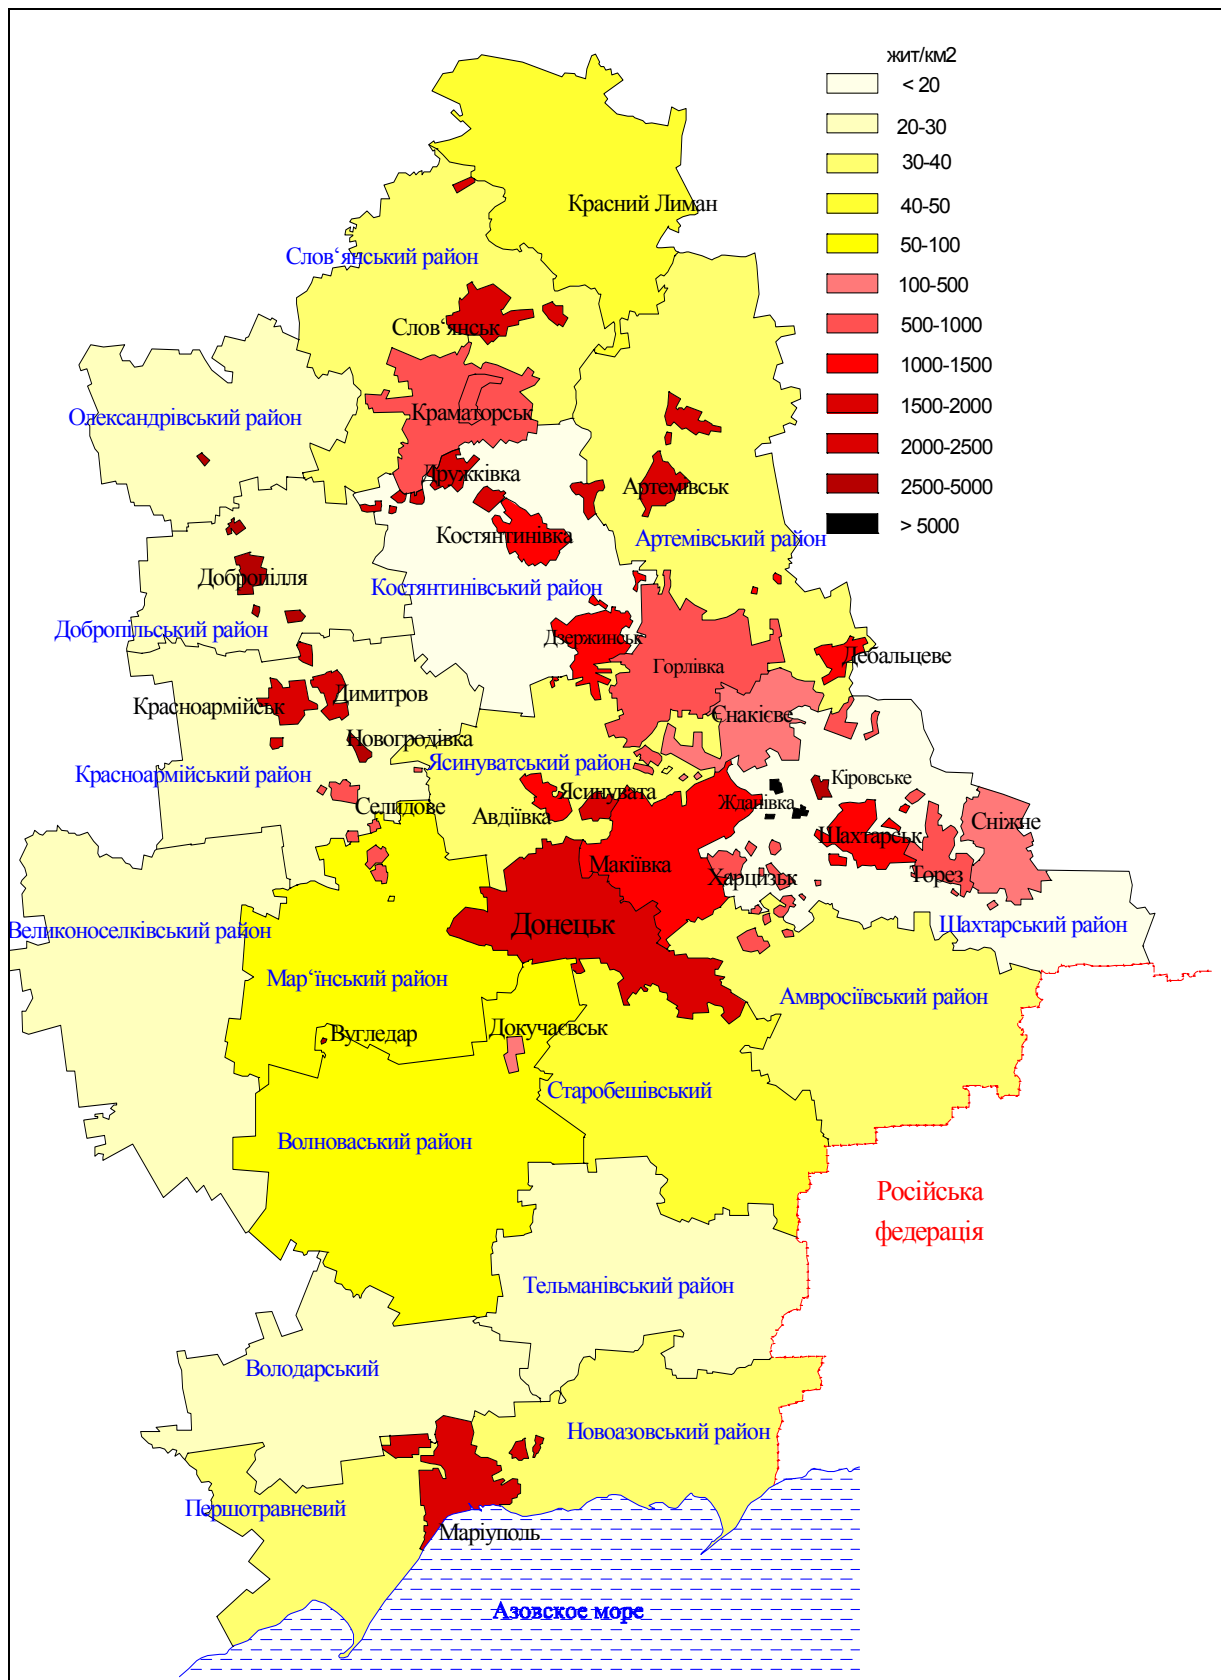 жит/км2
< 20
20-30
30-40
40-50
50-100
100-500
500-1000
1000-1500
1500-2000
2000-2500
2500-5000
> 5000
Красний Лиман
Слов‘янський район
Слов‘янськ
Олександрівський район
Краматорськ
Дружківка
Артемівськ
Костянтинівка
Артемівський район
Добропілля
Костянтинівський район
Добропільський район
Дзержинськ
Горлівка
Дебальцеве
Димитров
Красноармійськ
Єнакієве
Новогродівка
Ясинуватський район
Красноармійський район
Кіровське
Ясинувата
Жданівка
Селидове
Авдіївка
Шахтарськ
Сніжне
Макіївка
Харцизьк
Торез
Донецьк
Шахтарський район
Великоноселківський район
Мар‘їнський район
Амвросіївський район
Вугледар
Докучаєвськ
Старобешівський
Волноваський район
Російська
федерація
Тельманівський район
Володарський
Новоазовський район
Першотравневий
Маріуполь
Азовское море